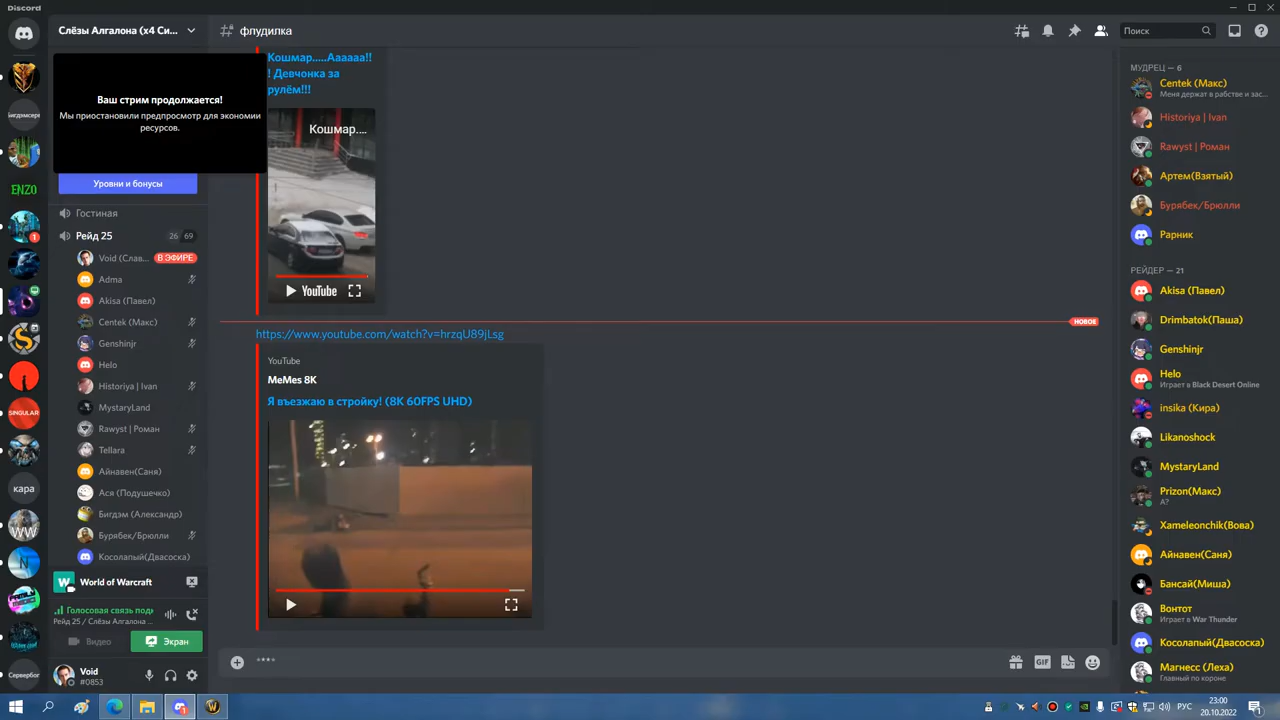 Discord
Слёзы Алгалона (x4 Си...
флудилка
Поиск
Ваш стрим продолжается!
Мы приостановили предпросмотр для экономии
ресурсов.
Уровни и бонусы
Гостиная
Рейд 25
26 69
Void (Слав... В ЭФИРЕ
Adma
Akisa (Павел)
Centek (Макс)
Genshinjr
Helo
Historiya | Ivan
MystaryLand
Rawyst | Роман
Tellara
Айнавен(Саня)
Ася (Подушечко)
Бигдэм (Александр)
Бурябек/Брюлли
Косолапый(Двасоска)
World of Warcraft
Рейд 25 / Слёзы Алгалона ...
Видео
Экран
Void
#0853
ENZO
1
SINGULAR
кара
WW
Сервербог
Кошмар.....Аааааа!!
! Девчонка за
рулём!!!
Кошмар....
YouTube
НОВОЕ
https://www.youtube.com/watch?v=hrzqU89jLsg
YouTube
MeMes 8K
Я въезжаю в стройку! (8K 60FPS UHD)
****
GIF
МУДРЕЦ — 6
Centek (Макс)
Меня держат в рабстве и зас...
Historiya | Ivan
Rawyst | Роман
Артем(Взятый)
Бурябек/Брюлли
Рарник
РЕЙДЕР — 21
Akisa (Павел)
Drimbatok(Паша)
Genshinjr
Helo
Играет в Black Desert Online
insika (Кира)
Likanoshock
MystaryLand
Prizon(Макс)
А?
Xameleonchik(Вова)
Айнавен(Саня)
Бансай(Миша)
Вонтот
Играет в War Thunder
Косолапый(Двасоска)
Магнесс (Леха)
Главный по короне
РУС
23:00
20.10.2022
1